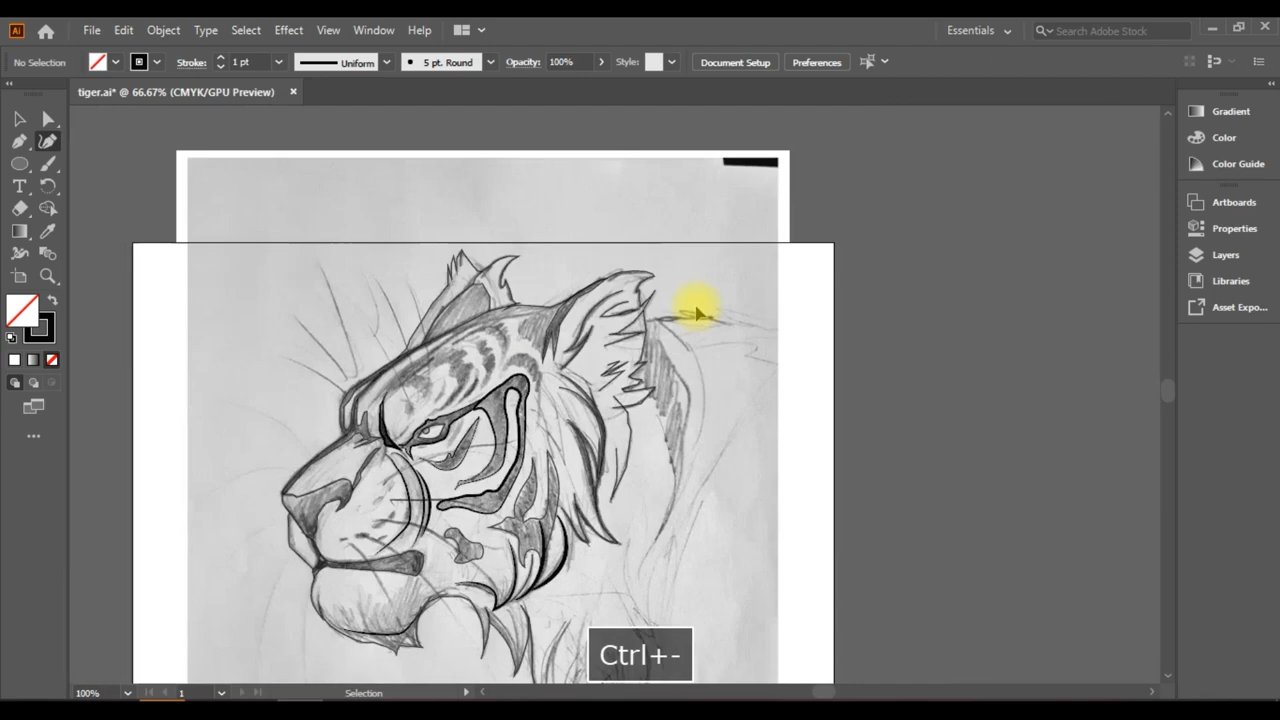 Ai File Edit Object Type Select Effect View Window Help Essentials Search Adobe Stock
No Selection Stroke: 1 pt Uniform 5 pt. Round Opacity: 100% Style: Document Setup Preferences
tiger.ai* @ 66.67% (CMYK/GPU Preview)
Gradient
Color
Color Guide
Artboards
Properties
Layers
Libraries
Asset Expo...
Ctrl+-
100% 1 Selection